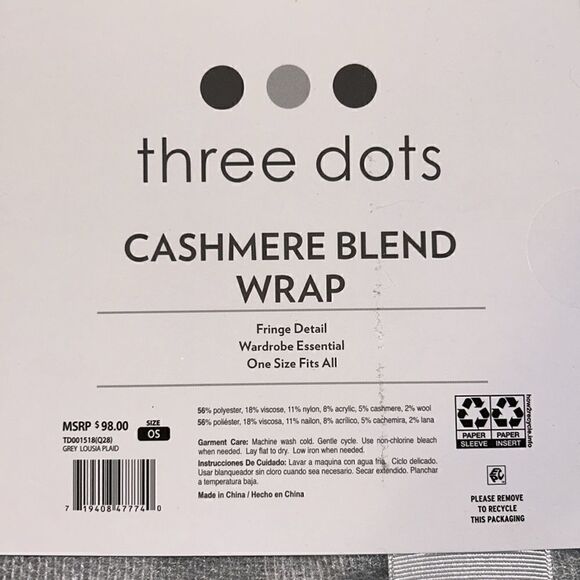 three dots
CASHMERE BLEND
WRAP
Fringe Detail
Wardrobe Essential
One Size Fits All
MSRP $98.00
TD001518(Q28)
GREY LOUSIA PLAID
SIZE
OS
7 19408 47774 0
56% polyester, 18% viscose, 11% nylon, 8% acrylic, 5% cashmere, 2% wool
56% poliéster, 18% viscose, 11% nailon, 8% acrílico, 5% cachemira, 2% lana
Garment Care: Machine wash cold. Gentle cycle. Use non-chlorine bleach
when needed. Lay flat to dry. Low iron when needed.
Instrucciones De Cuidado: Lavar a maquina con agua fria. Ciclo delicado.
Usar blanqueador sin cloro cuando sea necesario. Secar extendido. Planchar
a temperatura baja.
Made in China / Hecho en China
PAPER
SLEEVE
PAPER
INSERT
how2recycle.info
PLEASE REMOVE
TO RECYCLE
THIS PACKAGING